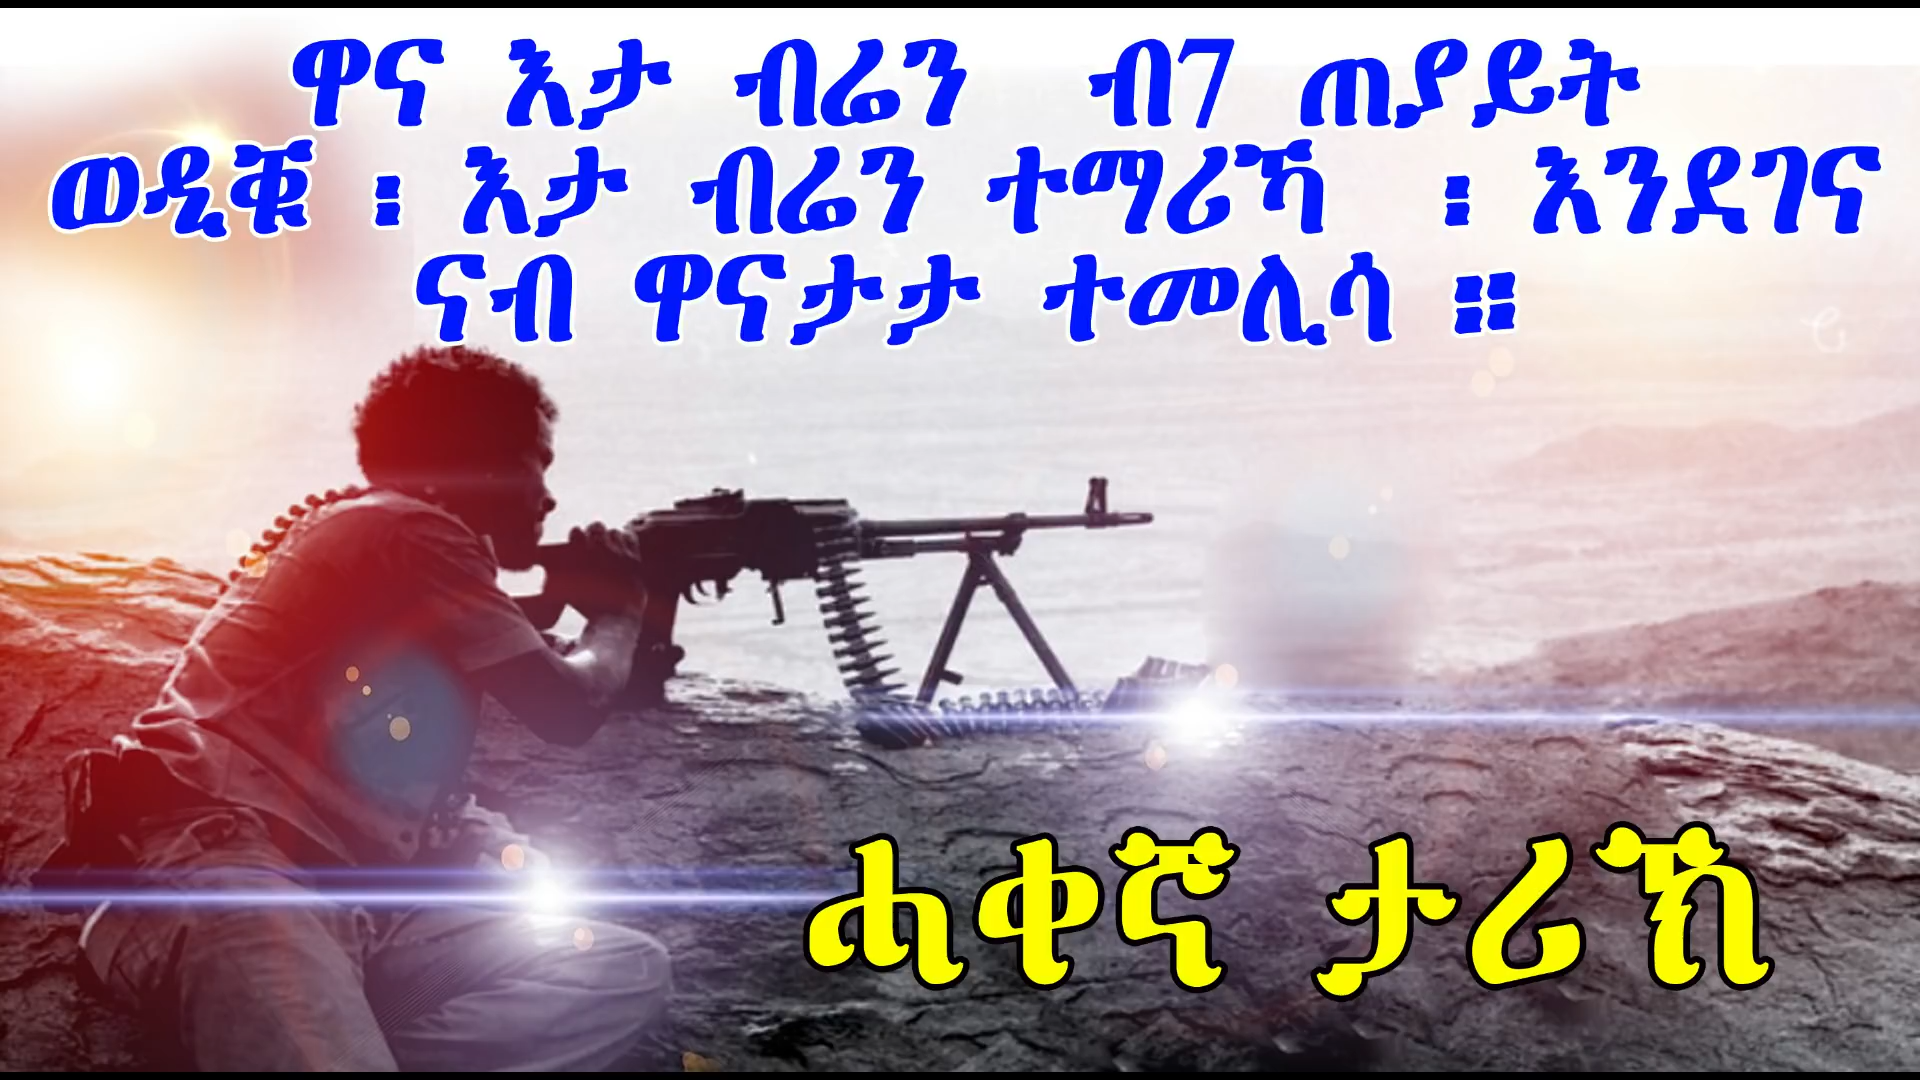 ዋና እታ ብሬን ብ7 ጠያይት
ወዲቑ ፥ እታ ብሬን ተማሪኻ ፥ እንደገና
ናብ ዋናታታ ተመሊሳ ።
ሓቀኛ ታሪኽ